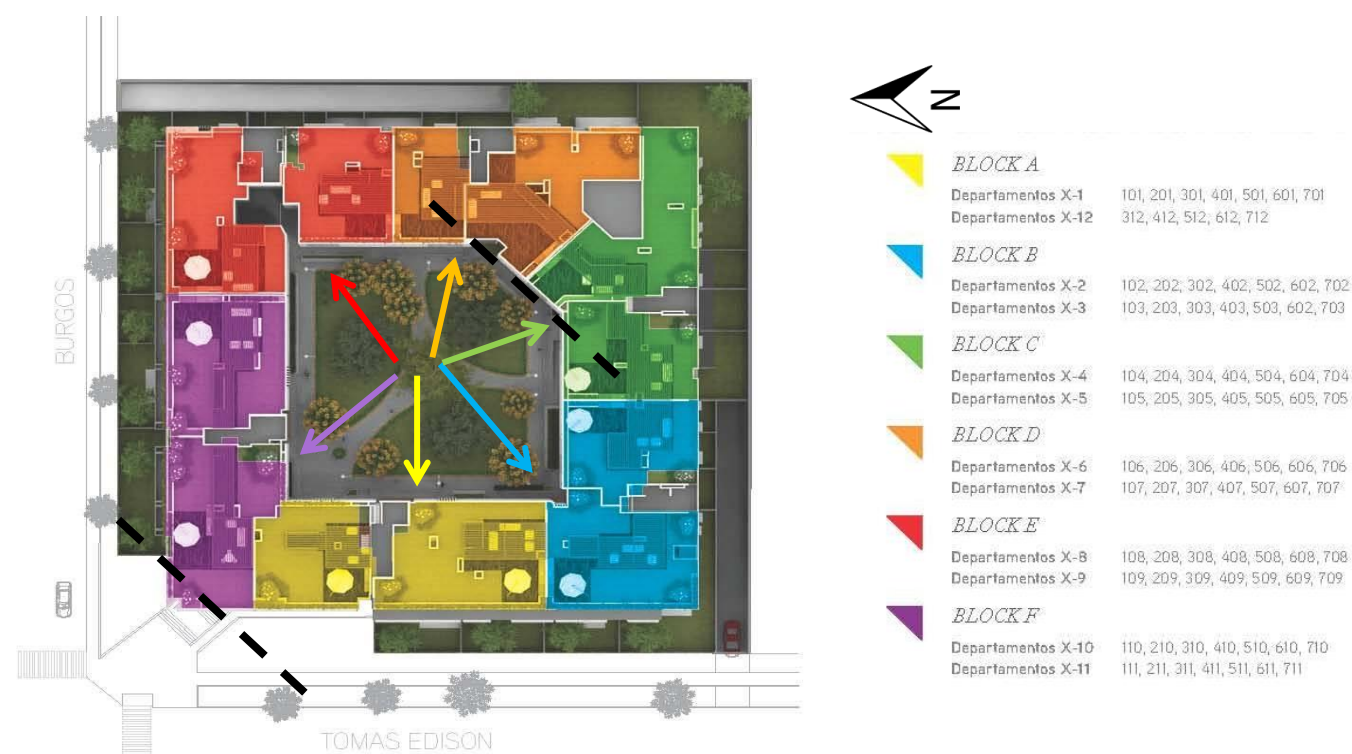 BURGOS
TOMAS EDISON
N
BLOCK A
Departamentos X-1 101, 201, 301, 401, 501, 601, 701
Departamentos X-12 312, 412, 512, 612, 712
BLOCK B
Departamentos X-2 102, 202, 302, 402, 502, 602, 702
Departamentos X-3 103, 203, 303, 403, 503, 602, 703
BLOCK C
Departamentos X-4 104, 204, 304, 404, 504, 604, 704
Departamentos X-5 105, 205, 305, 405, 505, 605, 705
BLOCK D
Departamentos X-6 106, 206, 306, 406, 506, 606, 706
Departamentos X-7 107, 207, 307, 407, 507, 607, 707
BLOCK E
Departamentos X-8 108, 208, 308, 408, 508, 608, 708
Departamentos X-9 109, 209, 309, 409, 509, 609, 709
BLOCK F
Departamentos X-10 110, 210, 310, 410, 510, 610, 710
Departamentos X-11 111, 211, 311, 411, 511, 611, 711